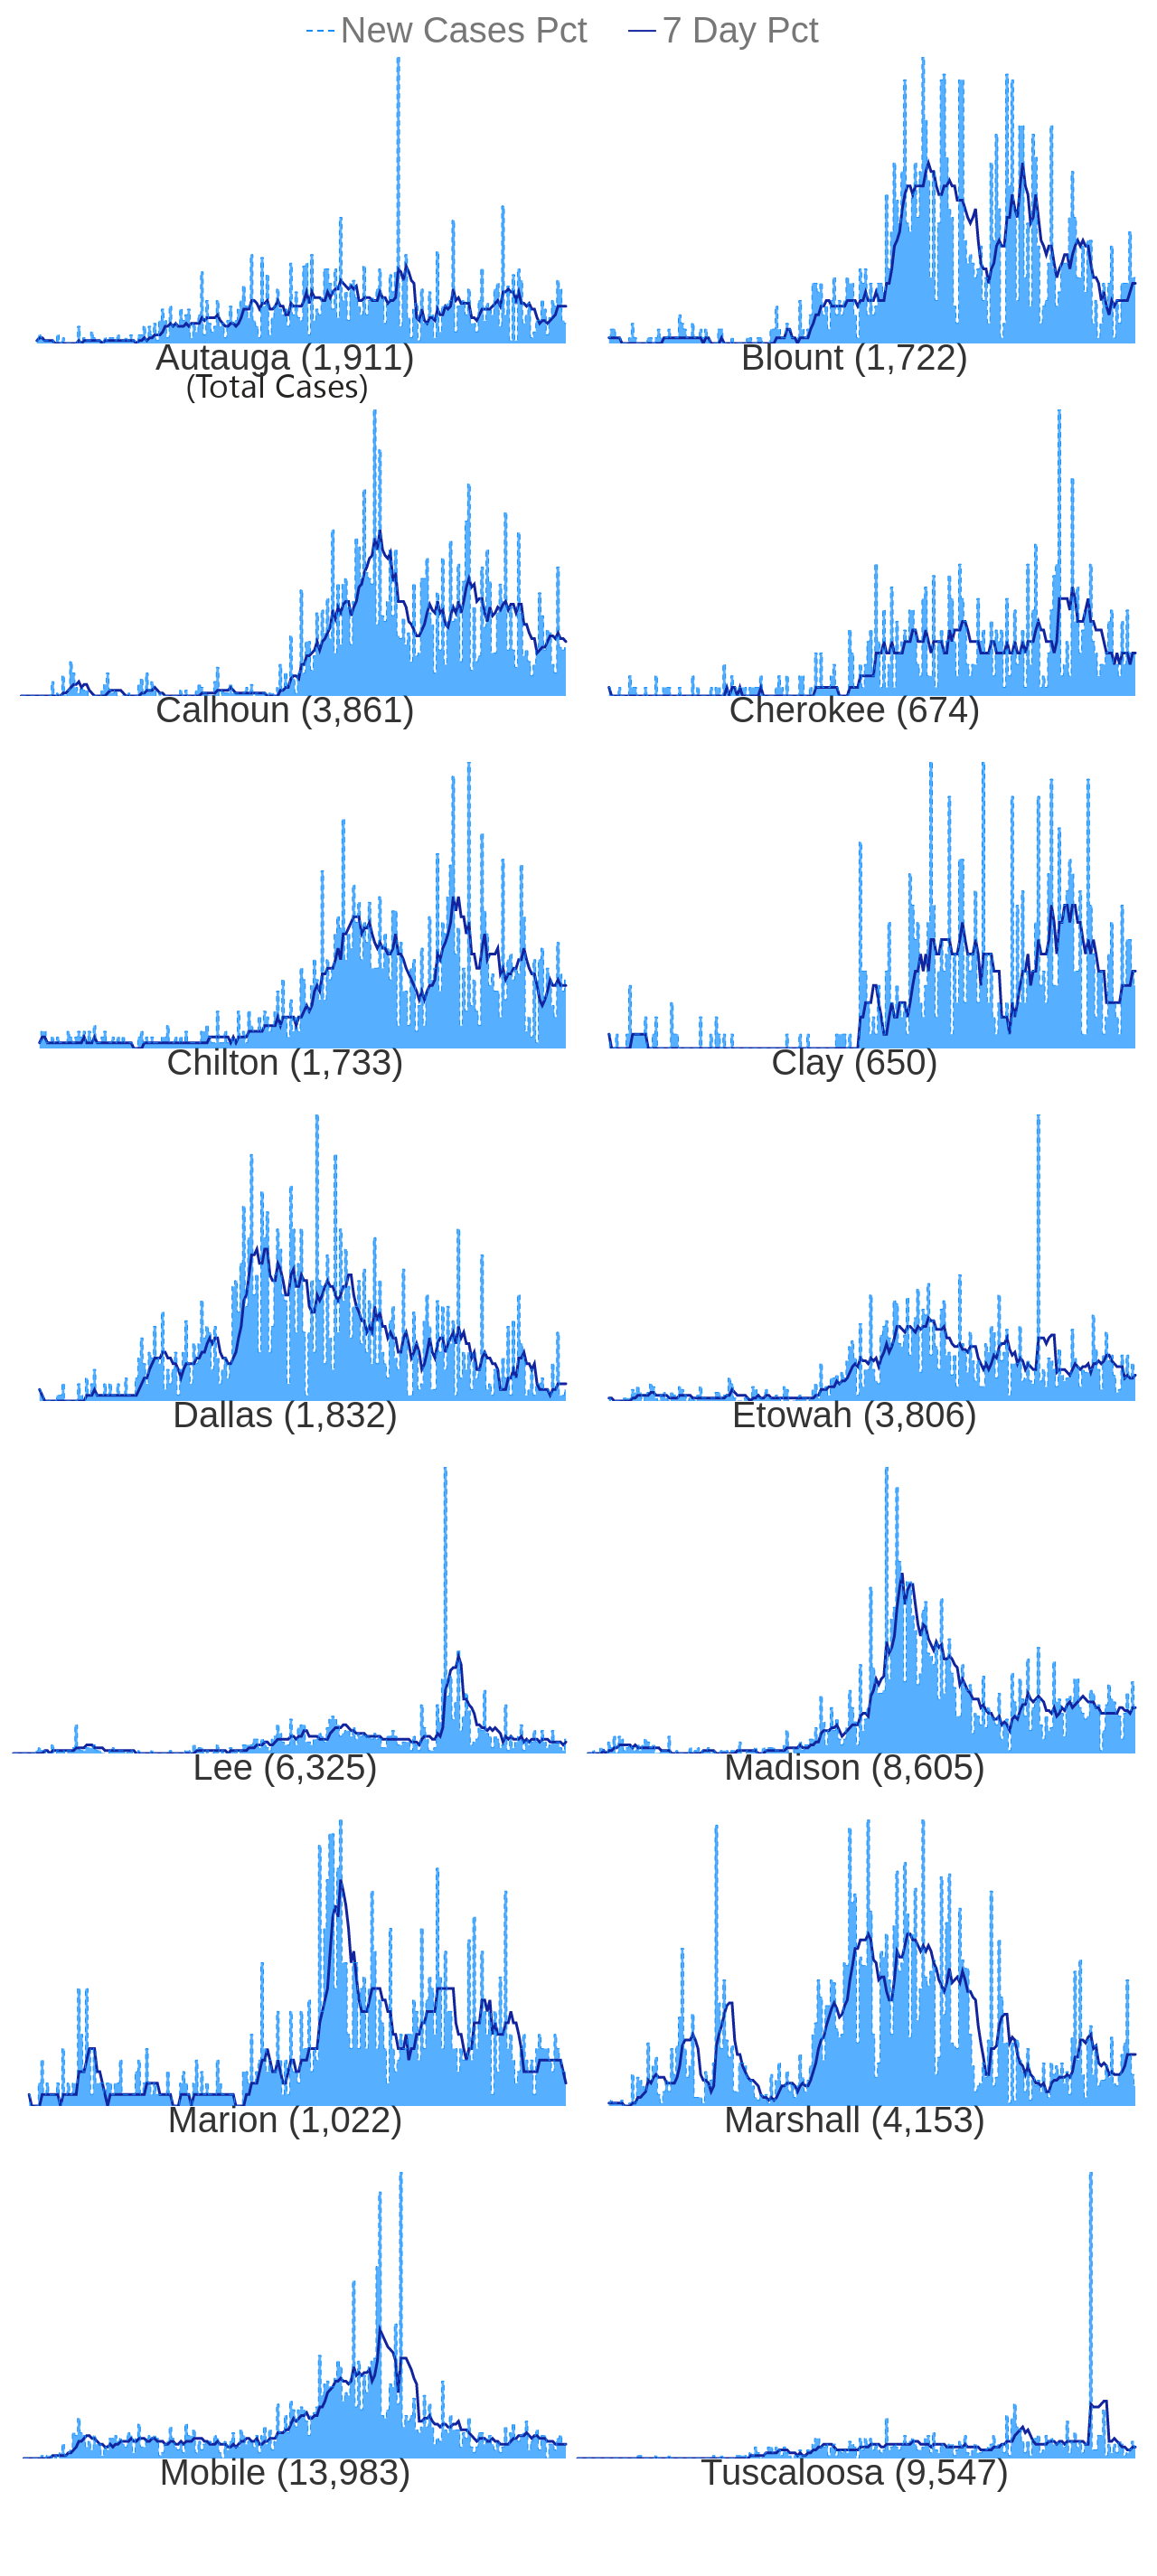 New Cases Pct 7 Day Pct
Autauga (1,911) Blount (1,722)
(Total Cases)
Calhoun (3,861) Cherokee (674)
Chilton (1,733) Clay (650)
Dallas (1,832) Etowah (3,806)
Lee (6,325) Madison (8,605)
Marion (1,022) Marshall (4,153)
Mobile (13,983) Tuscaloosa (9,547)